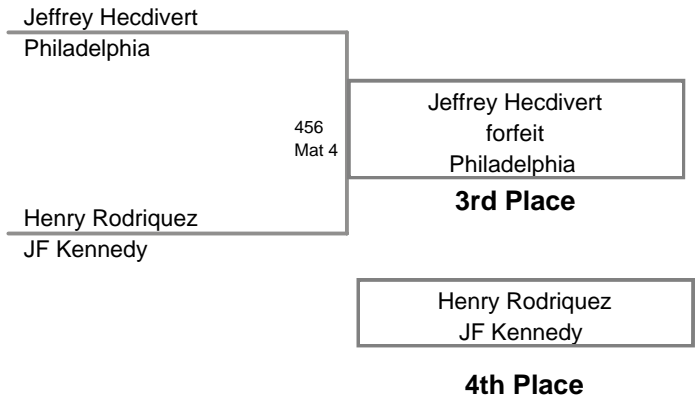 Jeffrey Hecdivert
Philadelphia
456
Mat 4
Jeffrey Hecdivert
forfeit
Philadelphia
3rd Place
Henry Rodriquez
JF Kennedy
Henry Rodriquez
JF Kennedy
4th Place